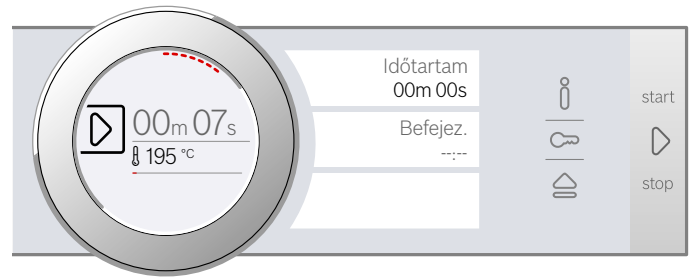 00m 07s
195 °C
Időtartam
00m 00s
Befejez.
--:--
start
stop